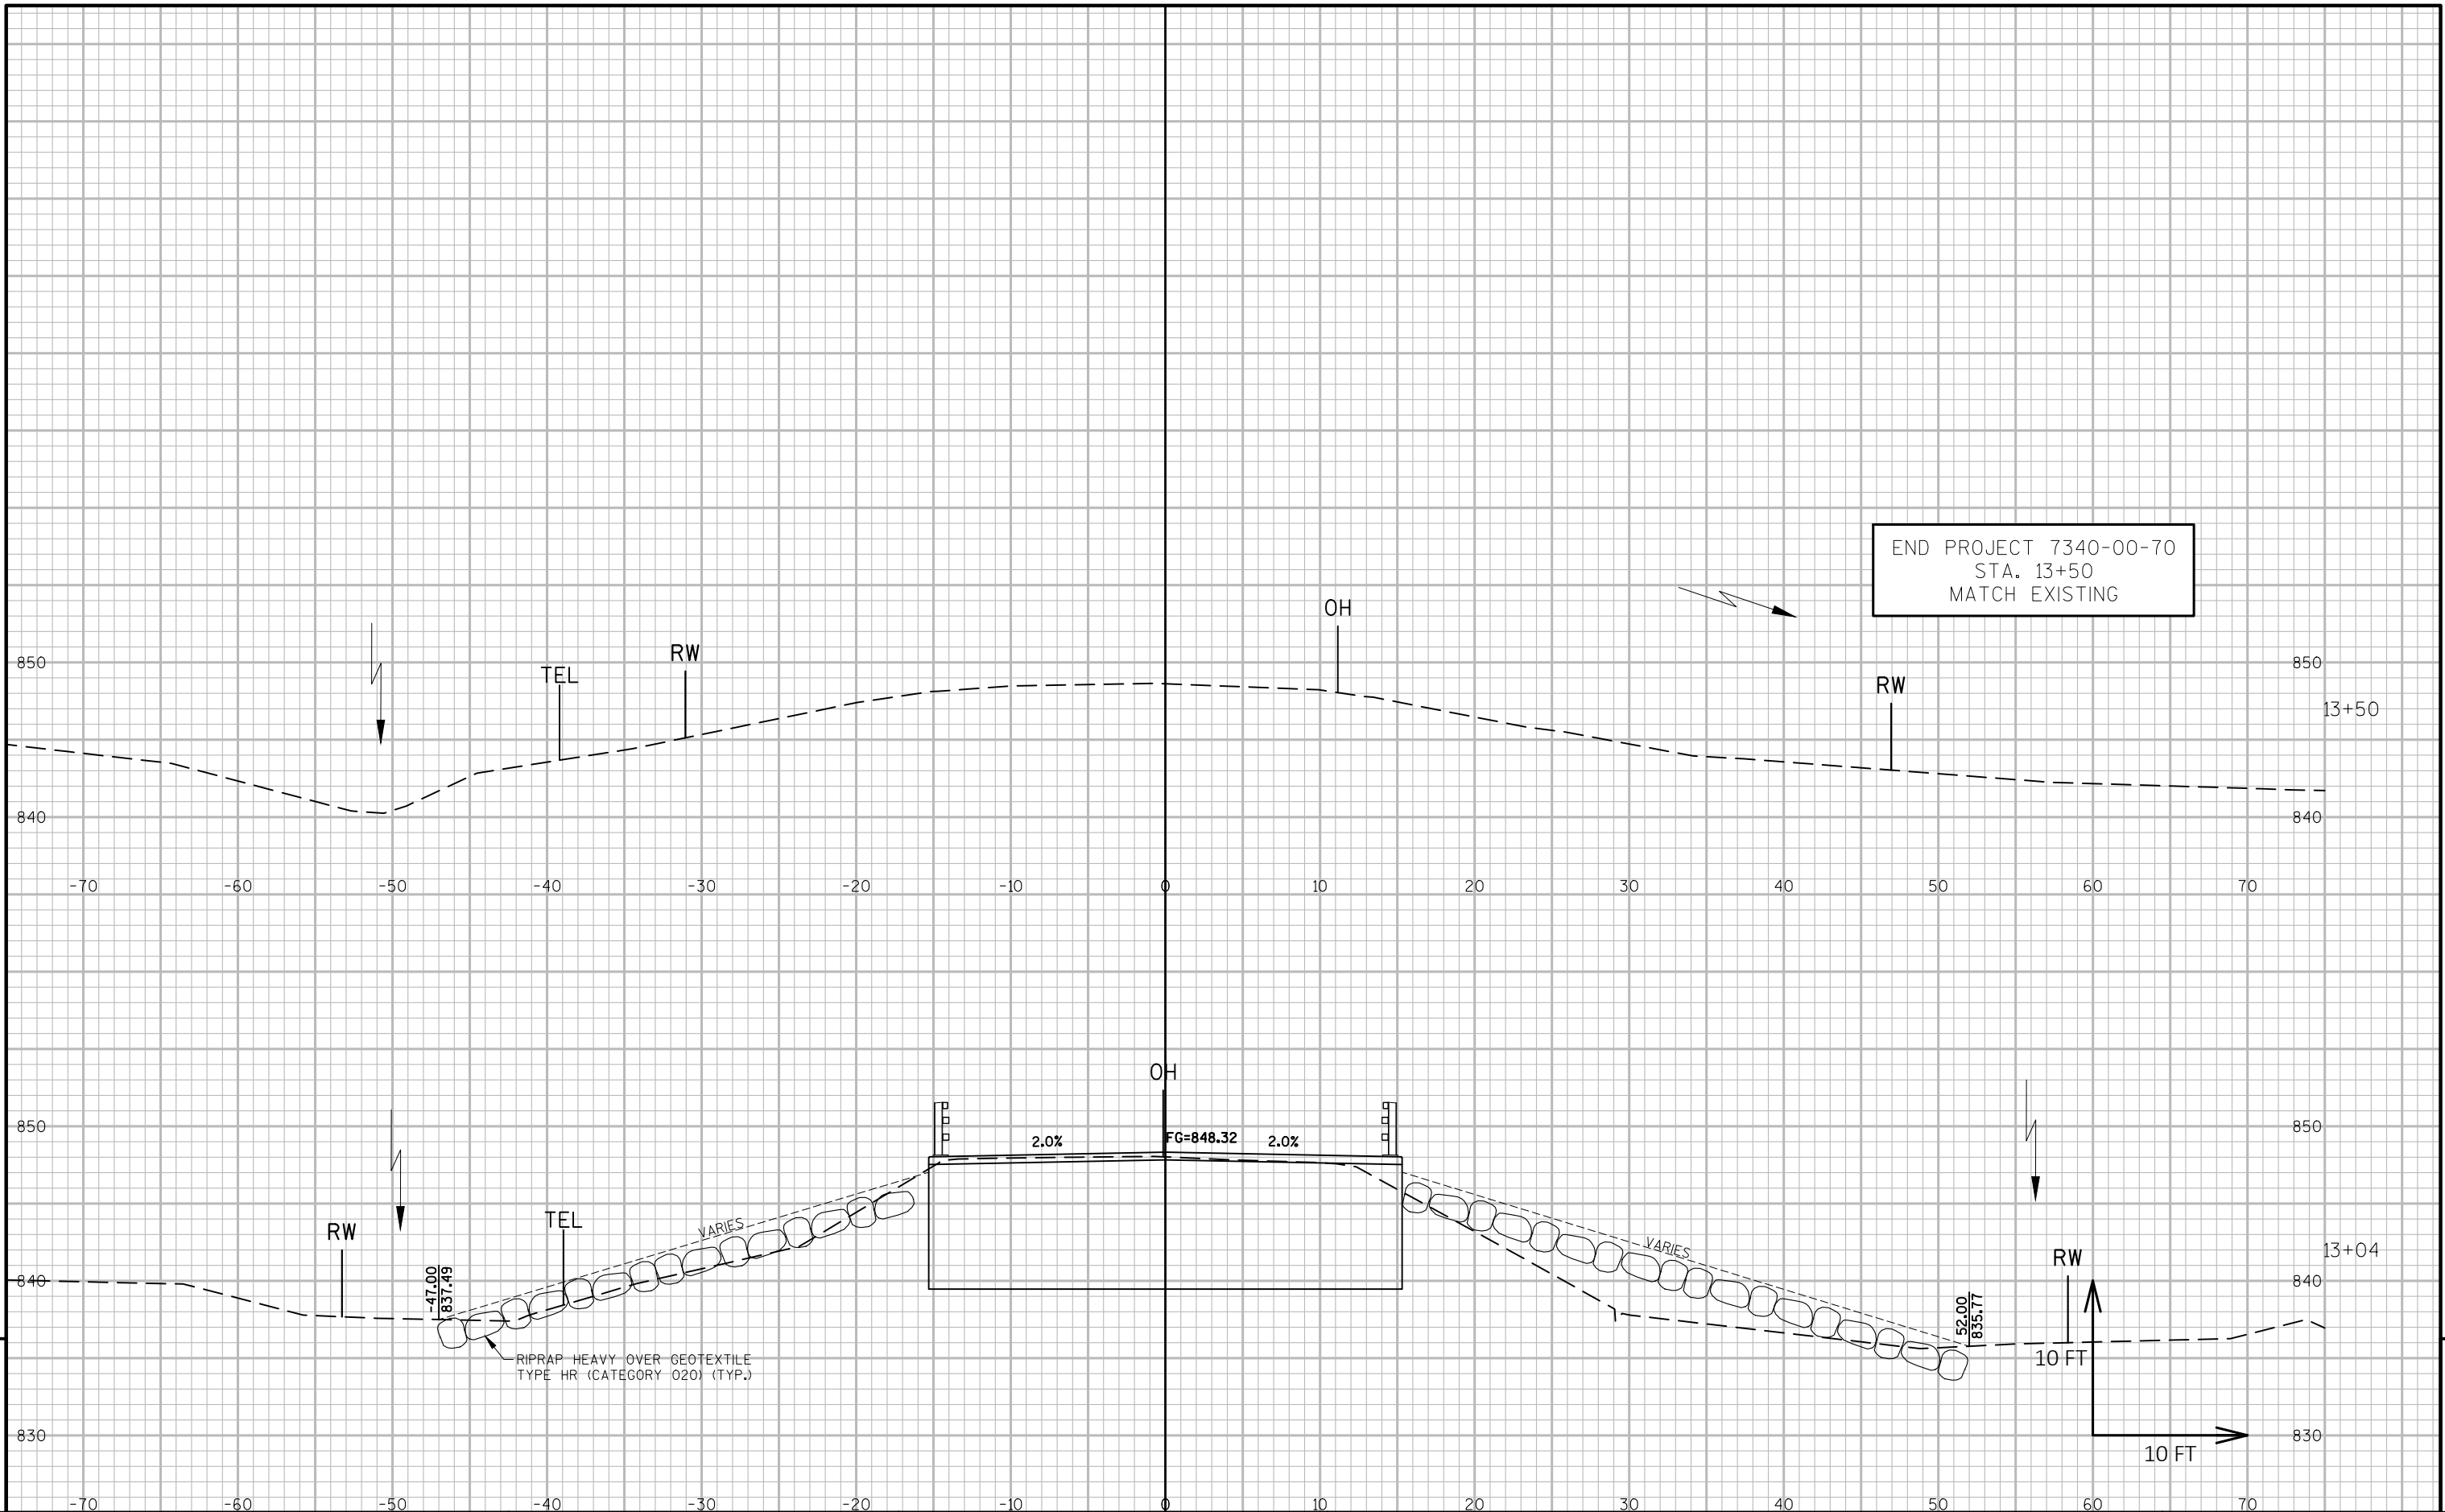 END PROJECT 7340-00-70
STA. 13+50
MATCH EXISTING
OH
TEL
RW
RW
850
850
13+50
840
840
-70 -60 -50 -40 -30 -20 -10 0 10 20 30 40 50 60 70
OH
850
850
2.0%
FG=848.32
2.0%
RW
TEL
VARIES
VARIES
RW
13+04
840
840
-47.00
837.49
52.00
835.77
RIPRAP HEAVY OVER GEOTEXTILE
TYPE HR (CATEGORY 020) (TYP.)
10 FT
830
830
10 FT
-70 -60 -50 -40 -30 -20 -10 0 10 20 30 40 50 60 70